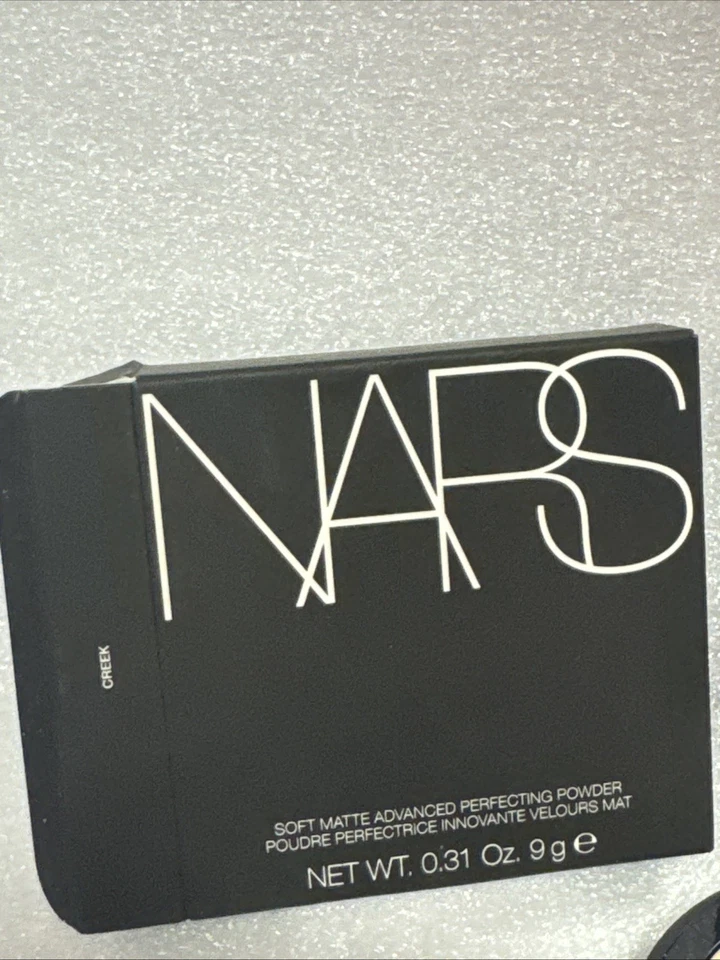 NARS
CREEK
SOFT MATTE ADVANCED PERFECTING POWDER
POUDRE PERFECTRICE INNOVANTE VELOURS MAT
NET WT. 0.31 Oz. 9 g ℮